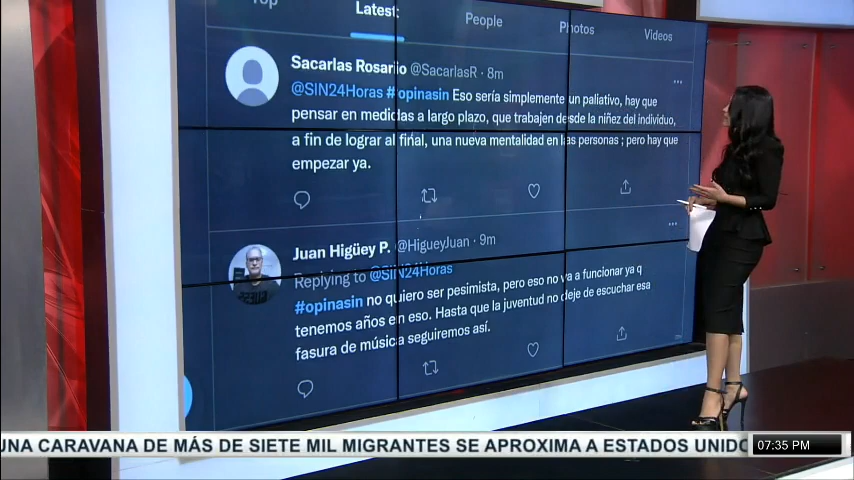 Top Latest People Photos Videos
Sacarlas Rosario @SacarlasR · 8m
@SIN24Horas #opinasin Eso sería simplemente un paliativo, hay que
pensar en medidas a largo plazo, que trabajen desde la niñez del individuo,
a fin de lograr al final, una nueva mentalidad en las personas ; pero hay que
empezar ya.
Juan Higüey P. @HigueyJuan · 9m
Replying to @SIN24Horas
#opinasin no quiero ser pesimista, pero eso no va a funcionar ya q
tenemos años en eso. Hasta que la juventud no deje de escuchar esa
fasura de música seguiremos así.
UNA CARAVANA DE MÁS DE SIETE MIL MIGRANTES SE APROXIMA A ESTADOS UNIDO
07:35 PM